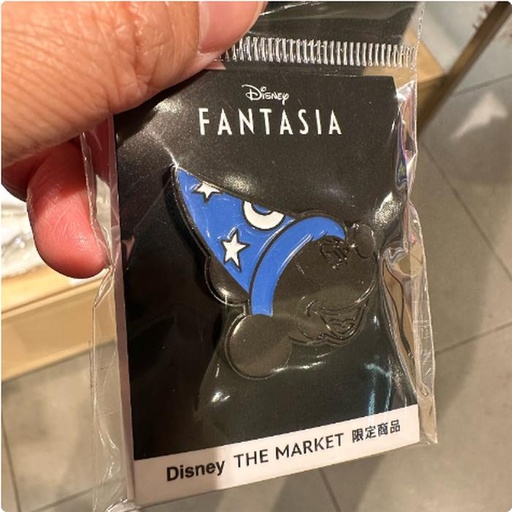 Disney
FANTASIA
Disney THE MARKET 限定商品